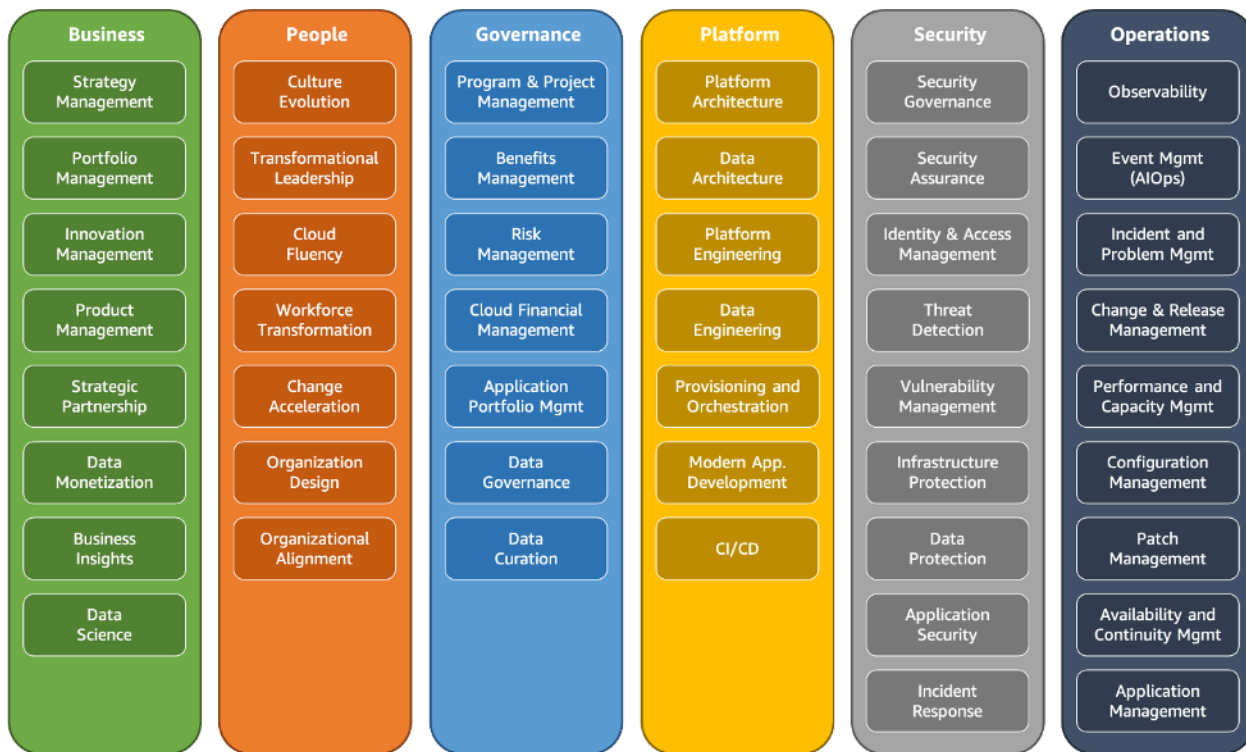 Business
Strategy
Management
Portfolio
Management
Innovation
Management
Product
Management
Strategic
Partnership
Data
Monetization
Business
Insights
Data
Science
People
Culture
Evolution
Transformational
Leadership
Cloud
Fluency
Workforce
Transformation
Change
Acceleration
Organization
Design
Organizational
Alignment
Governance
Program & Project
Management
Benefits
Management
Risk
Management
Cloud Financial
Management
Application
Portfolio Mgmt
Data
Governance
Data
Curation
Platform
Platform
Architecture
Data
Architecture
Platform
Engineering
Data
Engineering
Provisioning and
Orchestration
Modern App.
Development
CI/CD
Security
Security
Governance
Security
Assurance
Identity & Access
Management
Threat
Detection
Vulnerability
Management
Infrastructure
Protection
Data
Protection
Application
Security
Incident
Response
Operations
Observability
Event Mgmt
(AIOps)
Incident and
Problem Mgmt
Change & Release
Management
Performance and
Capacity Mgmt
Configuration
Management
Patch
Management
Availability and
Continuity Mgmt
Application
Management